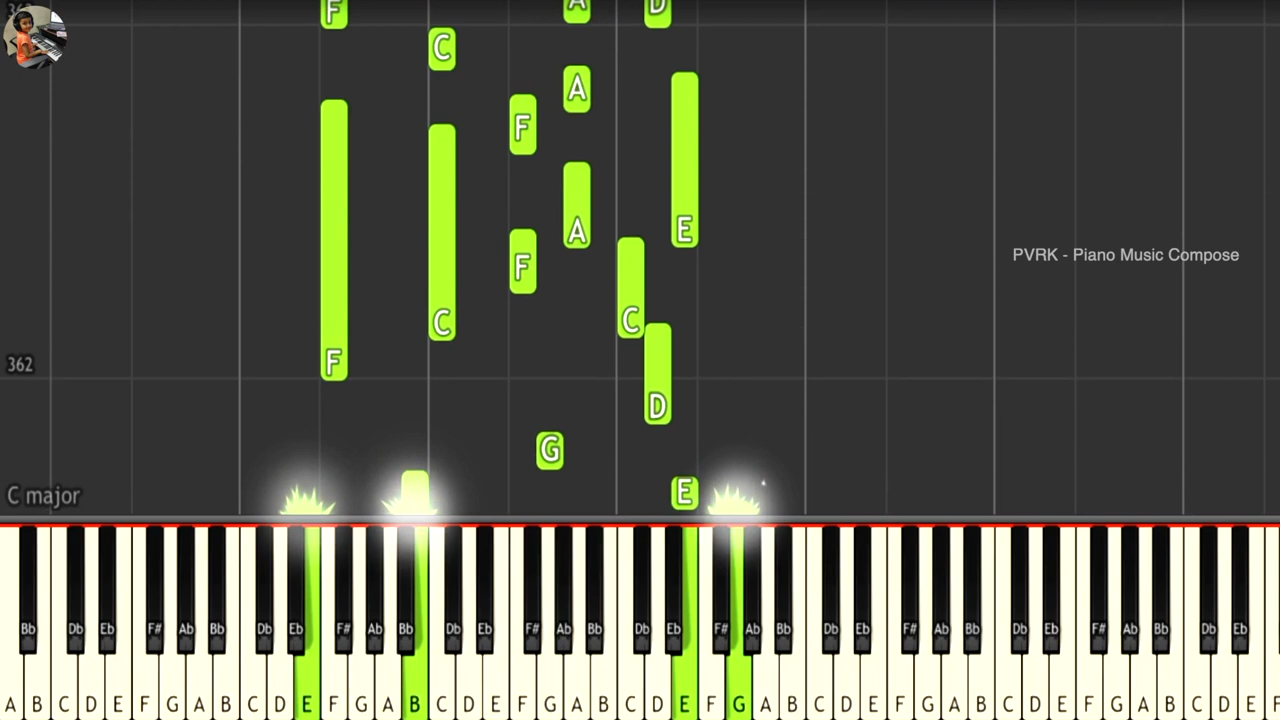 363
F
A
D
C
A
F
E
A
F
C
C
F
362
D
G
E
C major
PVRK - Piano Music Compose
Bb Db Eb F# Ab Bb Db Eb F# Ab Bb Db Eb F# Ab Bb Db Eb F# Ab Bb Db Eb F# Ab Bb Db Eb F# Ab Bb Db Eb
A B C D E F G A B C D E F G A B C D E F G A B C D E F G A B C D E F G A B C D E F G A B C D E F